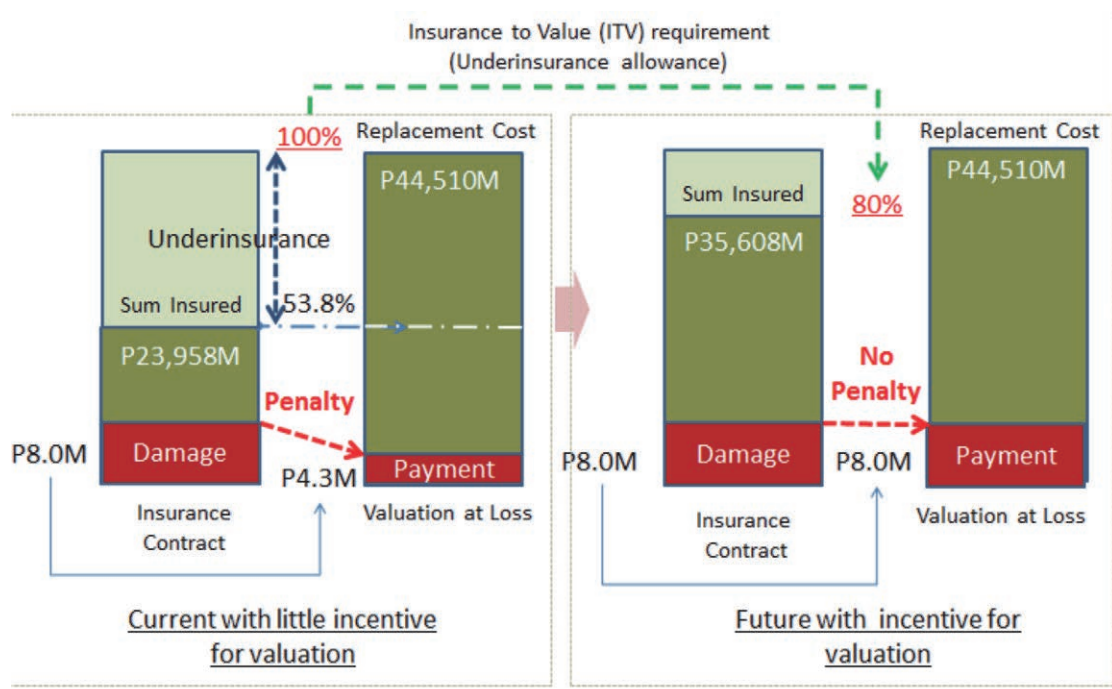 Insurance to Value (ITV) requirement
(Underinsurance allowance)
100%
Replacement Cost
P44,510M
Underinsurance
Sum Insured
53.8%
P23,958M
Penalty
P8.0M
Damage
P4.3M
Payment
Insurance
Contract
Valuation at Loss
Current with little incentive
for valuation
Replacement Cost
P44,510M
Sum Insured
80%
P35,608M
No
Penalty
P8.0M
Damage
P8.0M
Payment
Insurance
Contract
Valuation at Loss
Future with incentive for
valuation